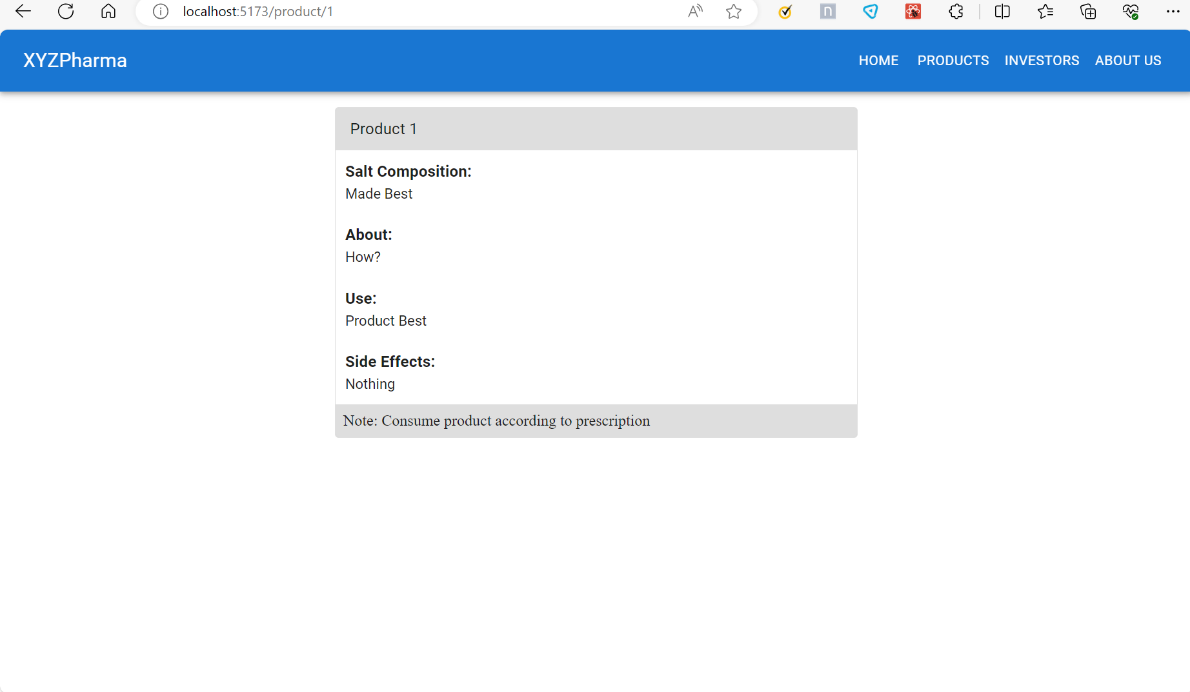 localhost:5173/product/1
XYZPharma
HOME PRODUCTS INVESTORS ABOUT US
Product 1
Salt Composition:
Made Best
About:
How?
Use:
Product Best
Side Effects:
Nothing
Note: Consume product according to prescription